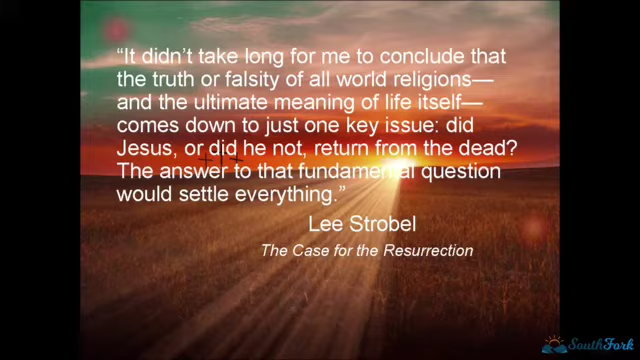 “It didn’t take long for me to conclude that
the truth or falsity of all world religions—
and the ultimate meaning of life itself—
comes down to just one key issue: did
Jesus, or did he not, return from the dead?
The answer to that fundamental question
would settle everything.”
Lee Strobel
The Case for the Resurrection
SouthFork